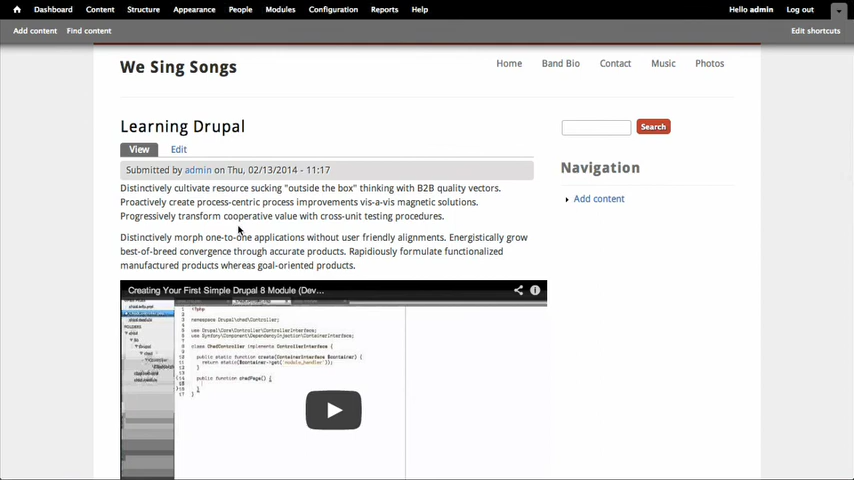 Dashboard Content Structure Appearance People Modules Configuration Reports Help Hello admin Log out
Add content Find content Edit shortcuts
We Sing Songs
Home Band Bio Contact Music Photos
Learning Drupal
Search
View Edit
Navigation
Submitted by admin on Thu, 02/13/2014 - 11:17
Distinctively cultivate resource sucking "outside the box" thinking with B2B quality vectors.
Add content
Proactively create process-centric process improvements vis-a-vis magnetic solutions.
Progressively transform cooperative value with cross-unit testing procedures.
Distinctively morph one-to-one applications without user friendly alignments. Energistically grow
best-of-breed convergence through accurate products. Rapidiously formulate functionalized
manufactured products whereas goal-oriented products.
Creating Your First Simple Drupal 8 Module (Dev...
<?php
namespace Drupal\chad\Controller;
use Drupal\Core\Controller\ControllerInterface;
use Symfony\Component\DependencyInjection\ContainerInterface;
class ChadController implements ControllerInterface {
public static function create(ContainerInterface $container) {
return static($container->get('module_handler'));
}
public function chadPage() {
}
}